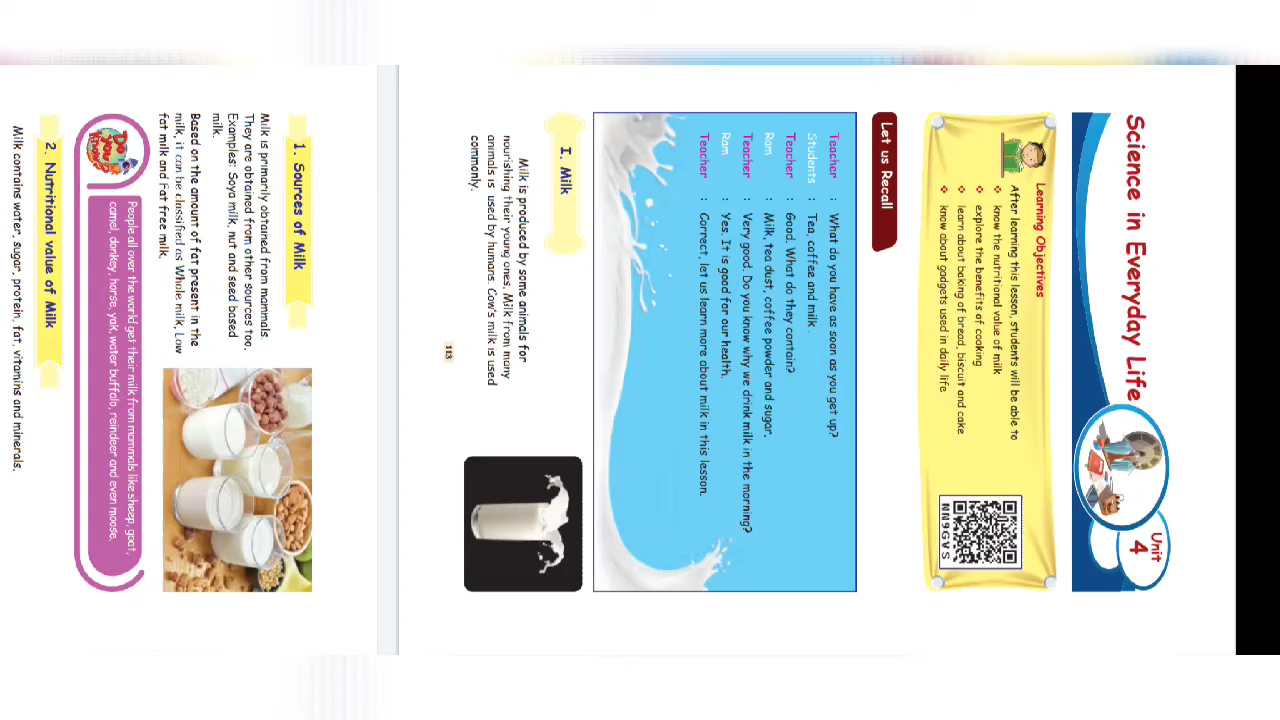 Science in Everyday Life
Unit
4
Learning Objectives
After learning this lesson, students will be able to
❖ know the nutritional value of milk
❖ explore the benefits of cooking
❖ learn about baking of bread, biscuit and cake
❖ know about gadgets used in daily life
NN9GVS
Let us Recall
Teacher : What do you have as soon as you get up?
Students : Tea, coffee and milk.
Teacher : Good. What do they contain?
Ram : Milk, tea dust, coffee powder and sugar.
Teacher : Very good. Do you know why we drink milk in the morning?
Ram : Yes. It is good for our health.
Teacher : Correct, let us learn more about milk in this lesson.
I. Milk
Milk is produced by some animals for
nourishing their young ones. Milk from many
animals is used by humans. Cow's milk is used
commonly.
113
1. Sources of Milk
Milk is primarily obtained from mammals.
They are obtained from other sources too.
Examples: Soya milk, nut and seed based
milk.
Based on the amount of fat present in the
milk, it can be classified as Whole milk, Low
fat milk and Fat free milk.
Do you Know?
People all over the world get their milk from mammals like sheep, goat,
camel, donkey, horse, yak, water buffalo, reindeer and even moose.
2. Nutritional value of Milk
Milk contains water, sugar, protein, fat, vitamins and minerals.